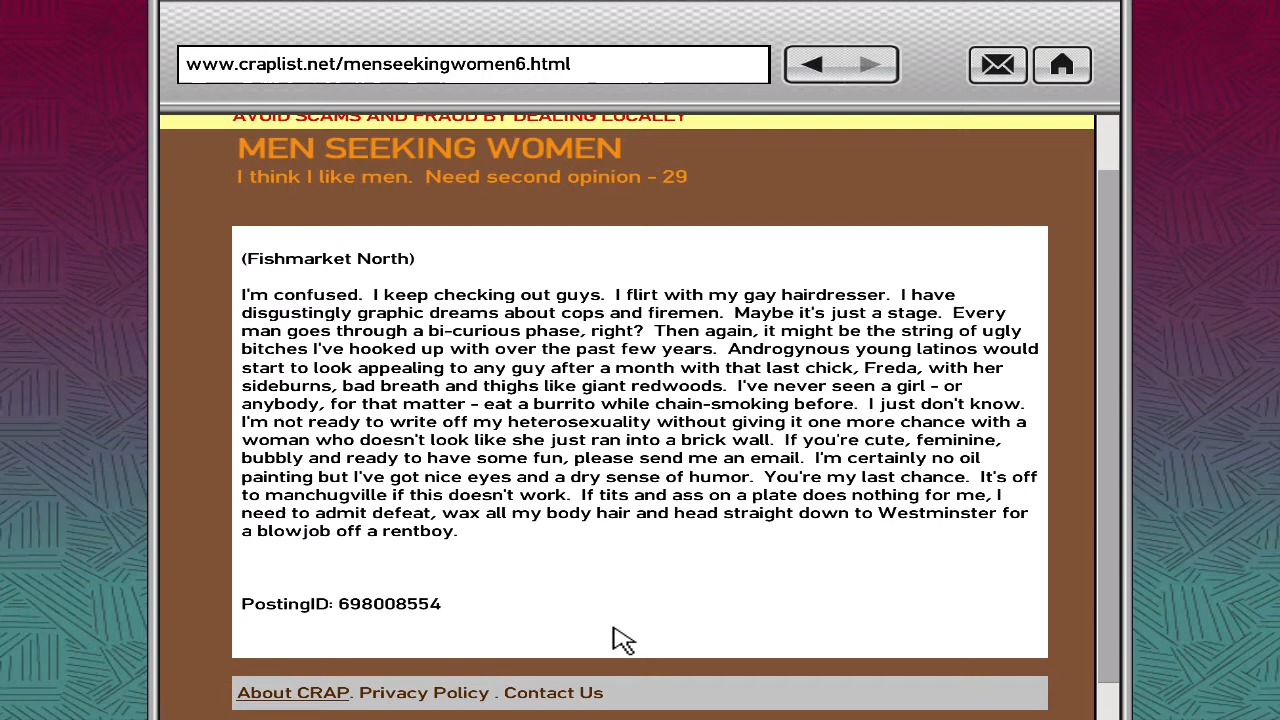 www.craplist.net/menseekingwomen6.html
AVOID SCAMS AND FRAUD BY DEALING LOCALLY
MEN SEEKING WOMEN
I think I like men.  Need second opinion - 29
(Fishmarket North)
I'm confused.  I keep checking out guys.  I flirt with my gay hairdresser.  I have
disgustingly graphic dreams about cops and firemen.  Maybe it's just a stage.  Every
man goes through a bi-curious phase, right?  Then again, it might be the string of ugly
bitches I've hooked up with over the past few years.  Androgynous young latinos would
start to look appealing to any guy after a month with that last chick, Freda, with her
sideburns, bad breath and thighs like giant redwoods.  I've never seen a girl - or
anybody, for that matter - eat a burrito while chain-smoking before.  I just don't know.
I'm not ready to write off my heterosexuality without giving it one more chance with a
woman who doesn't look like she just ran into a brick wall.  If you're cute, feminine,
bubbly and ready to have some fun, please send me an email.  I'm certainly no oil
painting but I've got nice eyes and a dry sense of humor.  You're my last chance.  It's off
to manchugville if this doesn't work.  If tits and ass on a plate does nothing for me, I
need to admit defeat, wax all my body hair and head straight down to Westminster for
a blowjob off a rentboy.
PostingID: 698008554
About CRAP. Privacy Policy . Contact Us